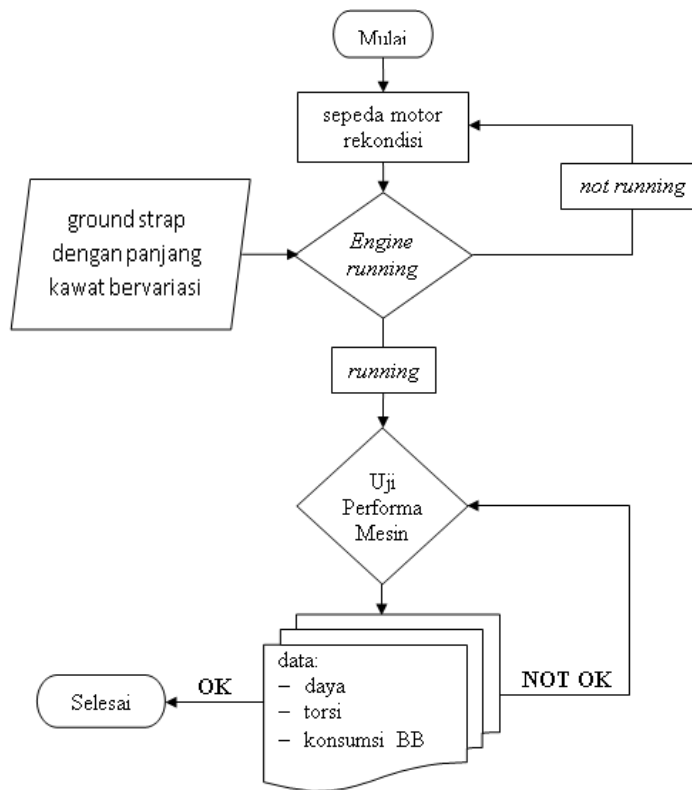 Mulai
sepeda motor
rekondisi
not running
ground strap
dengan panjang
kawat bervariasi
Engine
running
running
Uji
Performa
Mesin
data:
– daya
– torsi
– konsumsi BB
OK
NOT OK
Selesai